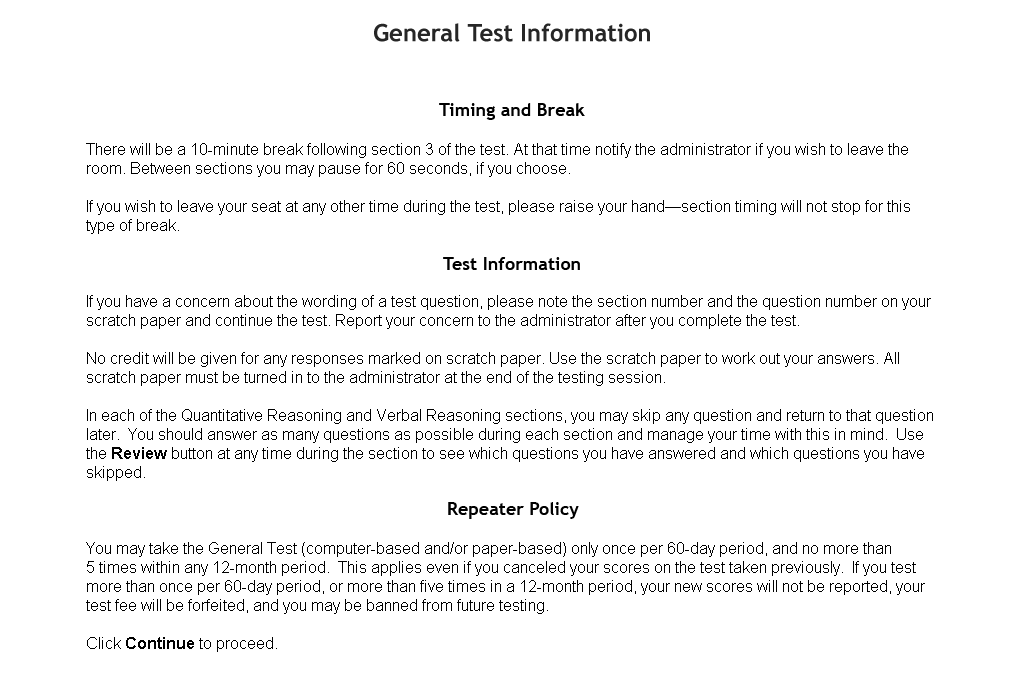 General Test Information
Timing and Break
There will be a 10-minute break following section 3 of the test. At that time notify the administrator if you wish to leave the
room. Between sections you may pause for 60 seconds, if you choose.
If you wish to leave your seat at any other time during the test, please raise your hand—section timing will not stop for this
type of break.
Test Information
If you have a concern about the wording of a test question, please note the section number and the question number on your
scratch paper and continue the test. Report your concern to the administrator after you complete the test.
No credit will be given for any responses marked on scratch paper. Use the scratch paper to work out your answers. All
scratch paper must be turned in to the administrator at the end of the testing session.
In each of the Quantitative Reasoning and Verbal Reasoning sections, you may skip any question and return to that question
later. You should answer as many questions as possible during each section and manage your time with this in mind. Use
the Review button at any time during the section to see which questions you have answered and which questions you have
skipped.
Repeater Policy
You may take the General Test (computer-based and/or paper-based) only once per 60-day period, and no more than
5 times within any 12-month period. This applies even if you canceled your scores on the test taken previously. If you test
more than once per 60-day period, or more than five times in a 12-month period, your new scores will not be reported, your
test fee will be forfeited, and you may be banned from future testing.
Click Continue to proceed.